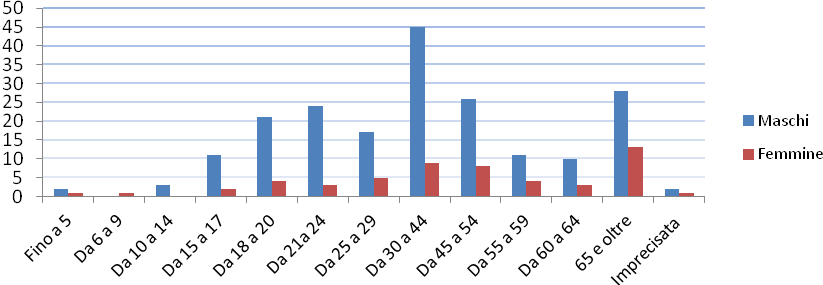 50
45
40
35
30
25
20
15
10
5
0
Fino a 5
Da 6 a 9
Da 10 a 14
Da 15 a 17
Da 18 a 20
Da 21a 24
Da 25 a 29
Da 30 a 44
Da 45 a 54
Da 55 a 59
Da 60 a 64
65 e oltre
Imprecisata
Maschi
Femmine